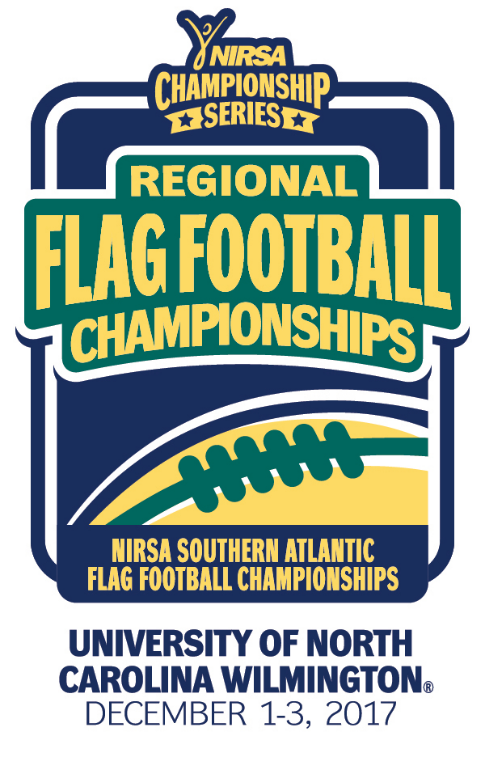 NIRSA
CHAMPIONSHIP
SERIES
REGIONAL
FLAG FOOTBALL
CHAMPIONSHIPS
NIRSA SOUTHERN ATLANTIC
FLAG FOOTBALL CHAMPIONSHIPS
UNIVERSITY OF NORTH
CAROLINA WILMINGTON®
DECEMBER 1-3, 2017